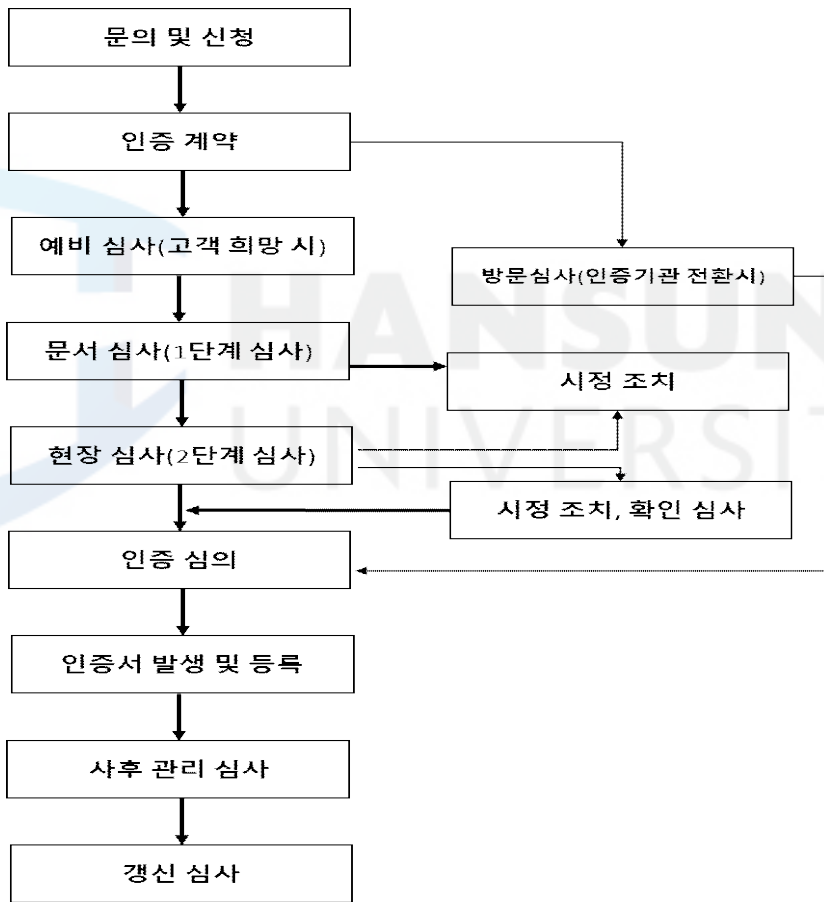 문의 및 신청
인증 계약
예비 심사(고객 희망 시)
방문심사(인증기관 전환시)
문서 심사(1단계 심사)
시정 조치
현장 심사(2단계 심사)
시정 조치, 확인 심사
인증 심의
인증서 발생 및 등록
사후 관리 심사
갱신 심사
HANSUN
UNIVERSIT